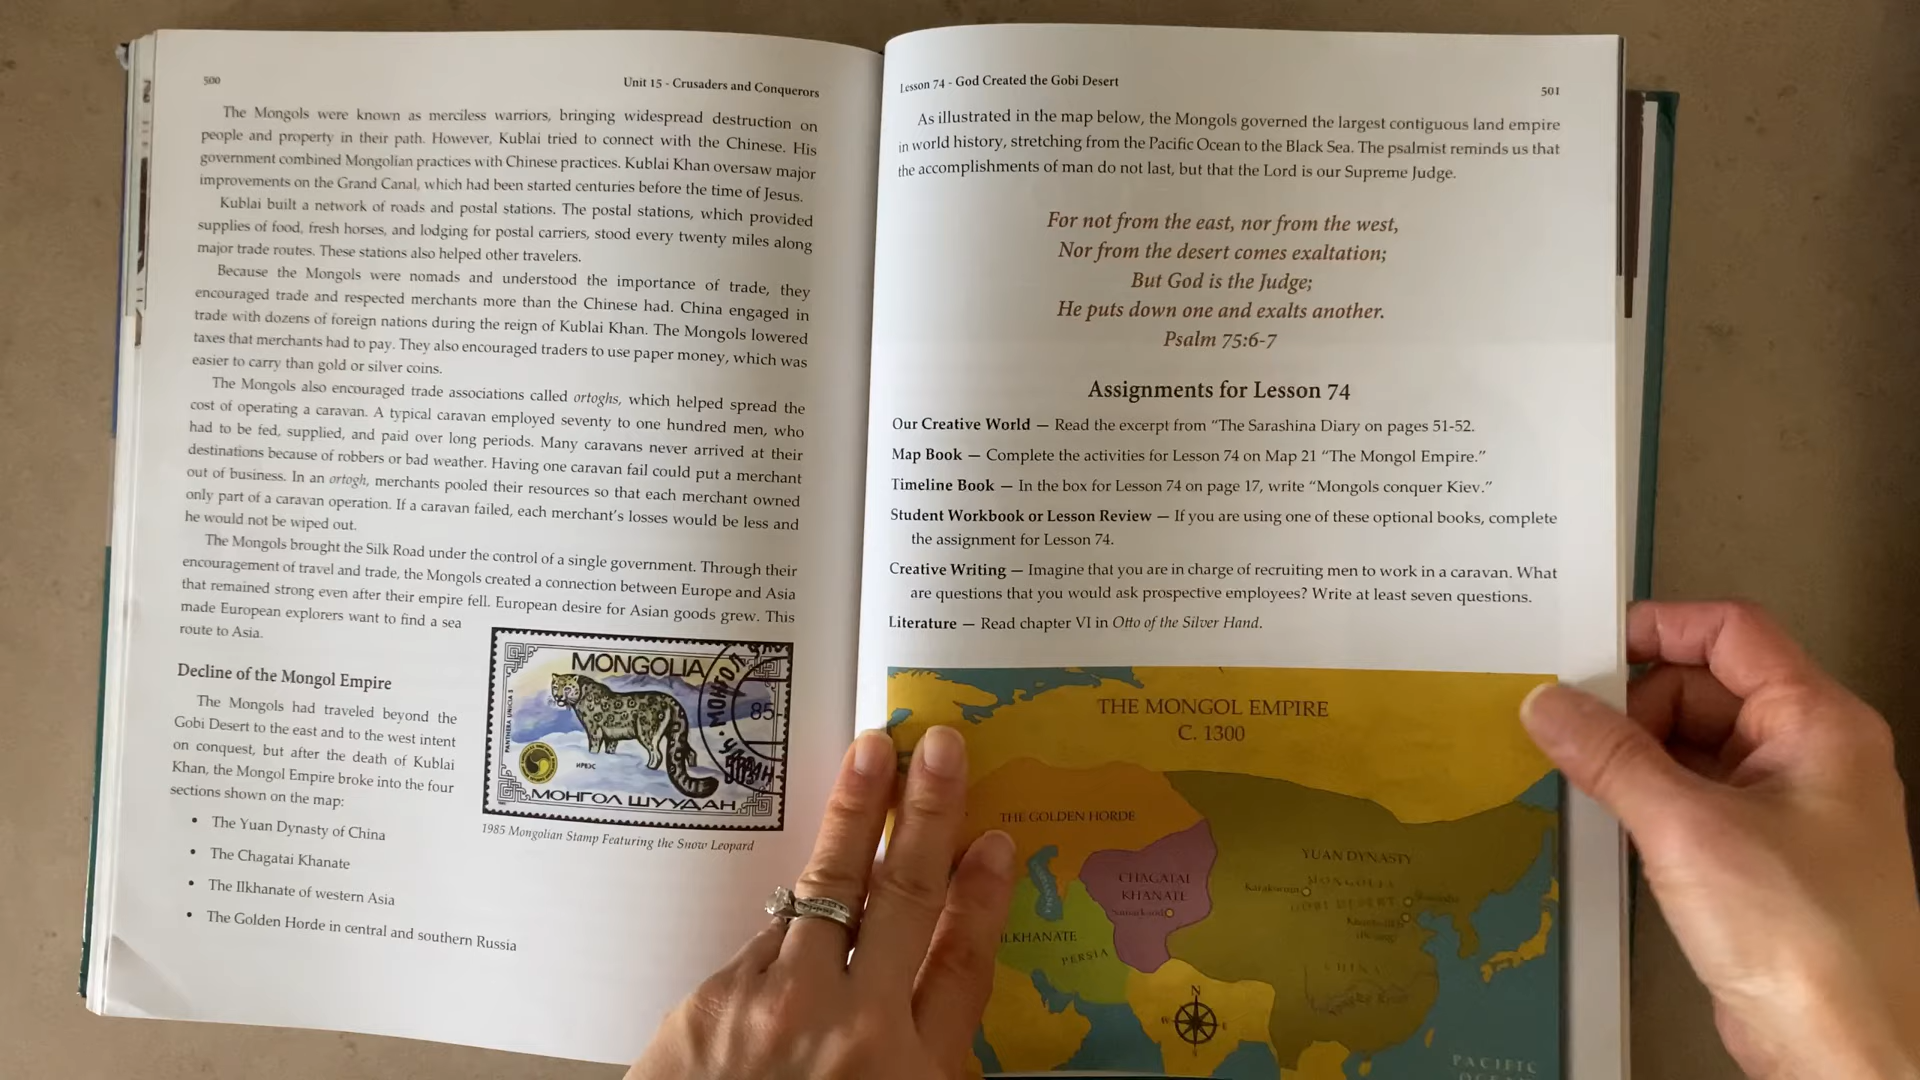 500
Unit 15 - Crusaders and Conquerors
The Mongols were known as merciless warriors, bringing widespread destruction on
people and property in their path. However, Kublai tried to connect with the Chinese. His
government combined Mongolian practices with Chinese practices. Kublai Khan oversaw major
improvements on the Grand Canal, which had been started centuries before the time of Jesus.
Kublai built a network of roads and postal stations. The postal stations, which provided
supplies of food, fresh horses, and lodging for postal carriers, stood every twenty miles along
major trade routes. These stations also helped other travelers.
Because the Mongols were nomads and understood the importance of trade, they
encouraged trade and respected merchants more than the Chinese had. China engaged in
trade with dozens of foreign nations during the reign of Kublai Khan. The Mongols lowered
taxes that merchants had to pay. They also encouraged traders to use paper money, which was
easier to carry than gold or silver coins.
The Mongols also encouraged trade associations called ortoghs, which helped spread the
cost of operating a caravan. A typical caravan employed seventy to one hundred men, who
had to be fed, supplied, and paid over long periods. Many caravans never arrived at their
destinations because of robbers or bad weather. Having one caravan fail could put a merchant
out of business. In an ortogh, merchants pooled their resources so that each merchant owned
only part of a caravan operation. If a caravan failed, each merchant's losses would be less and
he would not be wiped out.
The Mongols brought the Silk Road under the control of a single government. Through their
encouragement of travel and trade, the Mongols created a connection between Europe and Asia
that remained strong even after their empire fell. European desire for Asian goods grew. This
made European explorers want to find a sea
route to Asia.
Decline of the Mongol Empire
The Mongols had traveled beyond the
Gobi Desert to the east and to the west intent
on conquest, but after the death of Kublai
Khan, the Mongol Empire broke into the four
sections shown on the map:
• The Yuan Dynasty of China
• The Chagatai Khanate
• The Ilkhanate of western Asia
• The Golden Horde in central and southern Russia
MONGOLIA
МОНГОЛ
85
PANTHERA UNCIA
ИРВЭС
МОНГОЛ ШУУДАН
1985 Mongolian Stamp Featuring the Snow Leopard
Lesson 74 - God Created the Gobi Desert
501
As illustrated in the map below, the Mongols governed the largest contiguous land empire
in world history, stretching from the Pacific Ocean to the Black Sea. The psalmist reminds us that
the accomplishments of man do not last, but that the Lord is our Supreme Judge.
For not from the east, nor from the west,
Nor from the desert comes exaltation;
But God is the Judge;
He puts down one and exalts another.
Psalm 75:6-7
Assignments for Lesson 74
Our Creative World — Read the excerpt from “The Sarashina Diary on pages 51-52.
Map Book — Complete the activities for Lesson 74 on Map 21 “The Mongol Empire.”
Timeline Book — In the box for Lesson 74 on page 17, write “Mongols conquer Kiev.”
Student Workbook or Lesson Review — If you are using one of these optional books, complete
the assignment for Lesson 74.
Creative Writing — Imagine that you are in charge of recruiting men to work in a caravan. What
are questions that you would ask prospective employees? Write at least seven questions.
Literature — Read chapter VI in Otto of the Silver Hand.
THE MONGOL EMPIRE
C. 1300
THE GOLDEN HORDE
YUAN DYNASTY
CHAGATAI
KHANATE
MONGOLIA
Karakorum
GOBI DESERT
Samarkand
ILKHANATE
PERSIA
CHINA
N
W
E
PACIFIC